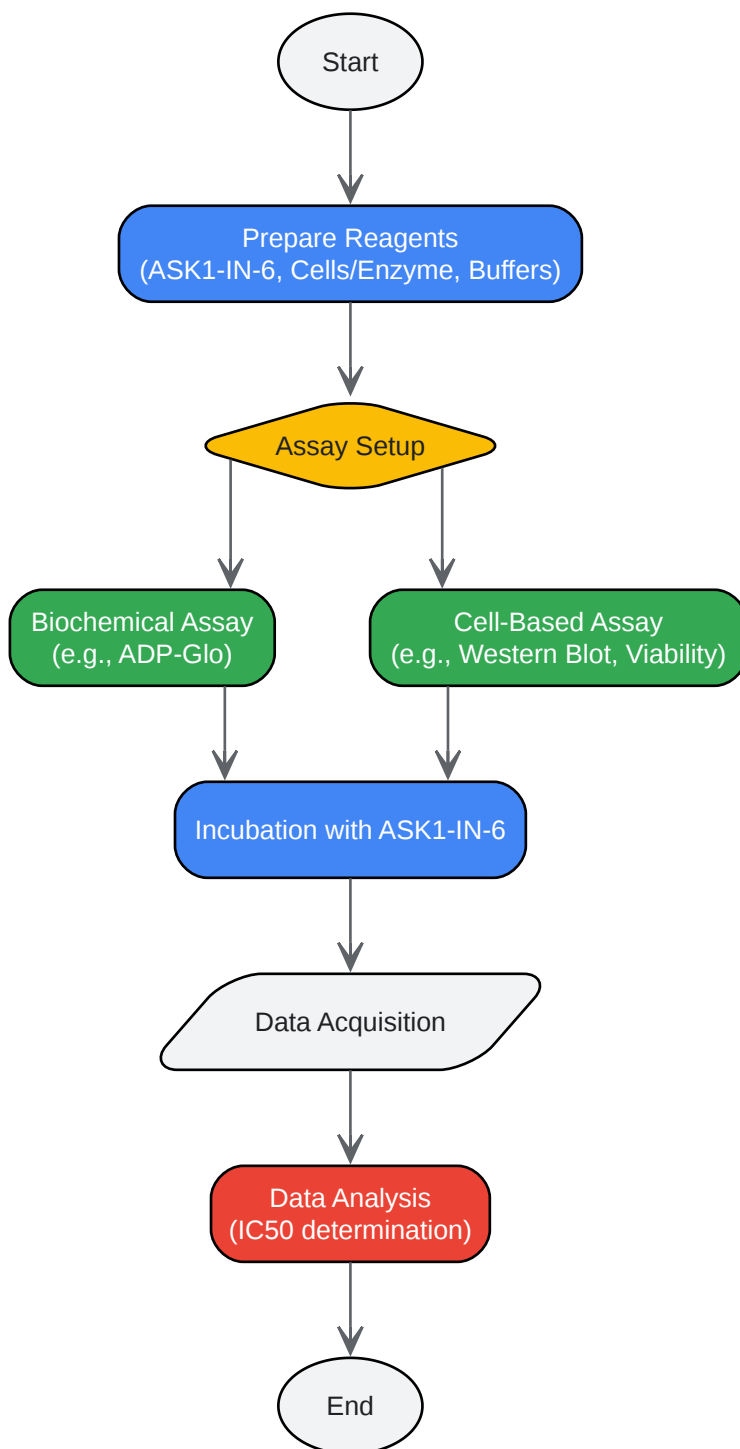 Start
Prepare Reagents
(ASK1-IN-6, Cells/Enzyme, Buffers)
Assay Setup
Biochemical Assay
(e.g., ADP-Glo)
Cell-Based Assay
(e.g., Western Blot, Viability)
Incubation with ASK1-IN-6
Data Acquisition
Data Analysis
(IC50 determination)
End